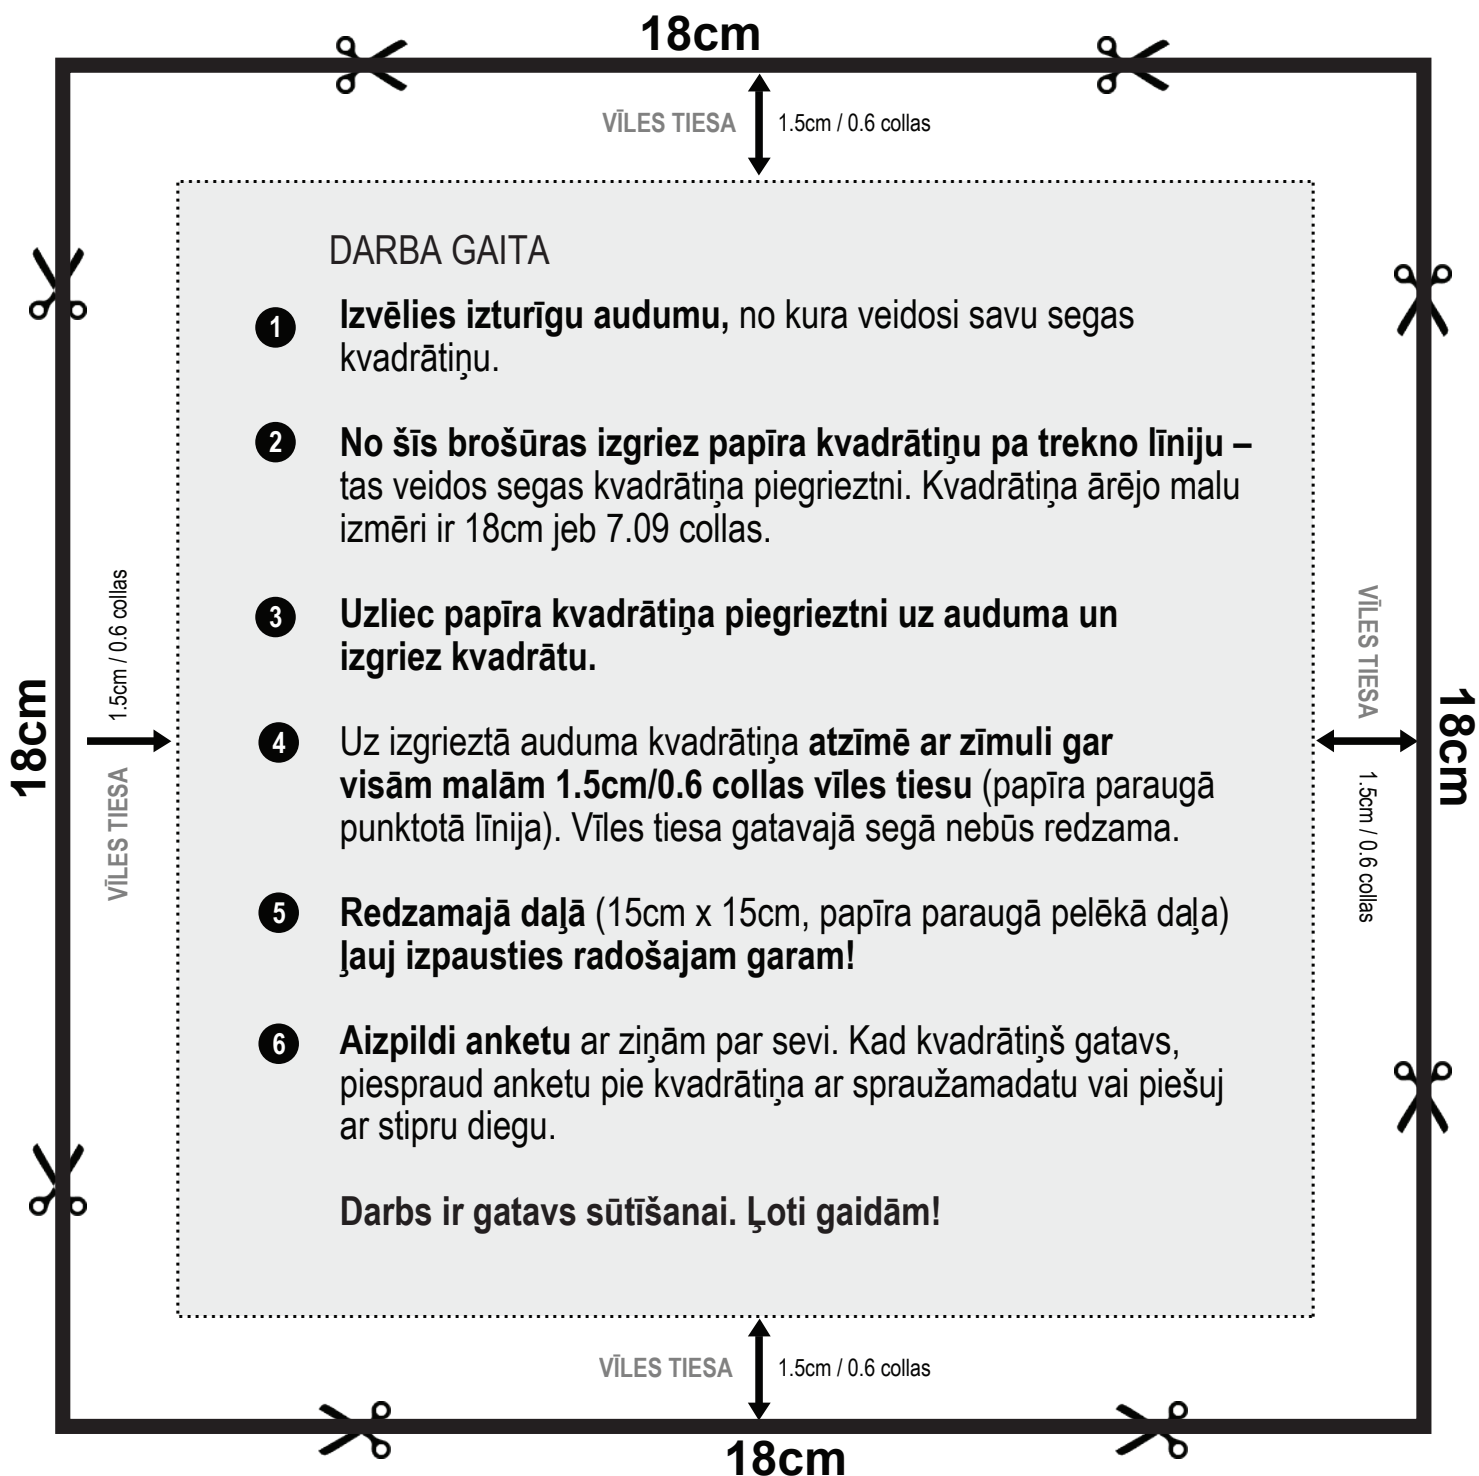 18cm
VĪLES TIESA
1.5cm / 0.6 collas
DARBA GAITA
1 Izvēlies izturīgu audumu, no kura veidosi savu segas
kvadrātiņu.
2 No šīs brošūras izgriez papīra kvadrātiņu pa trekno līniju –
tas veidos segas kvadrātiņa piegrieztni. Kvadrātiņa ārējo malu
izmēri ir 18cm jeb 7.09 collas.
3 Uzliec papīra kvadrātiņa piegrieztni uz auduma un
izgriez kvadrātu.
4 Uz izgrieztā auduma kvadrātiņa atzīmē ar zīmuli gar
visām malām 1.5cm/0.6 collas vīles tiesu (papīra paraugā
punktotā līnija). Vīles tiesa gatavajā segā nebūs redzama.
5 Redzamajā daļā (15cm x 15cm, papīra paraugā pelēkā daļa)
ļauj izpausties radošajam garam!
6 Aizpildi anketu ar ziņām par sevi. Kad kvadrātiņš gatavs,
piespraud anketu pie kvadrātiņa ar spraužamadatu vai piešuj
ar stipru diegu.
Darbs ir gatavs sūtīšanai. Ļoti gaidām!
18cm
VĪLES TIESA
1.5cm / 0.6 collas
VĪLES TIESA
1.5cm / 0.6 collas
18cm
VĪLES TIESA
1.5cm / 0.6 collas
18cm